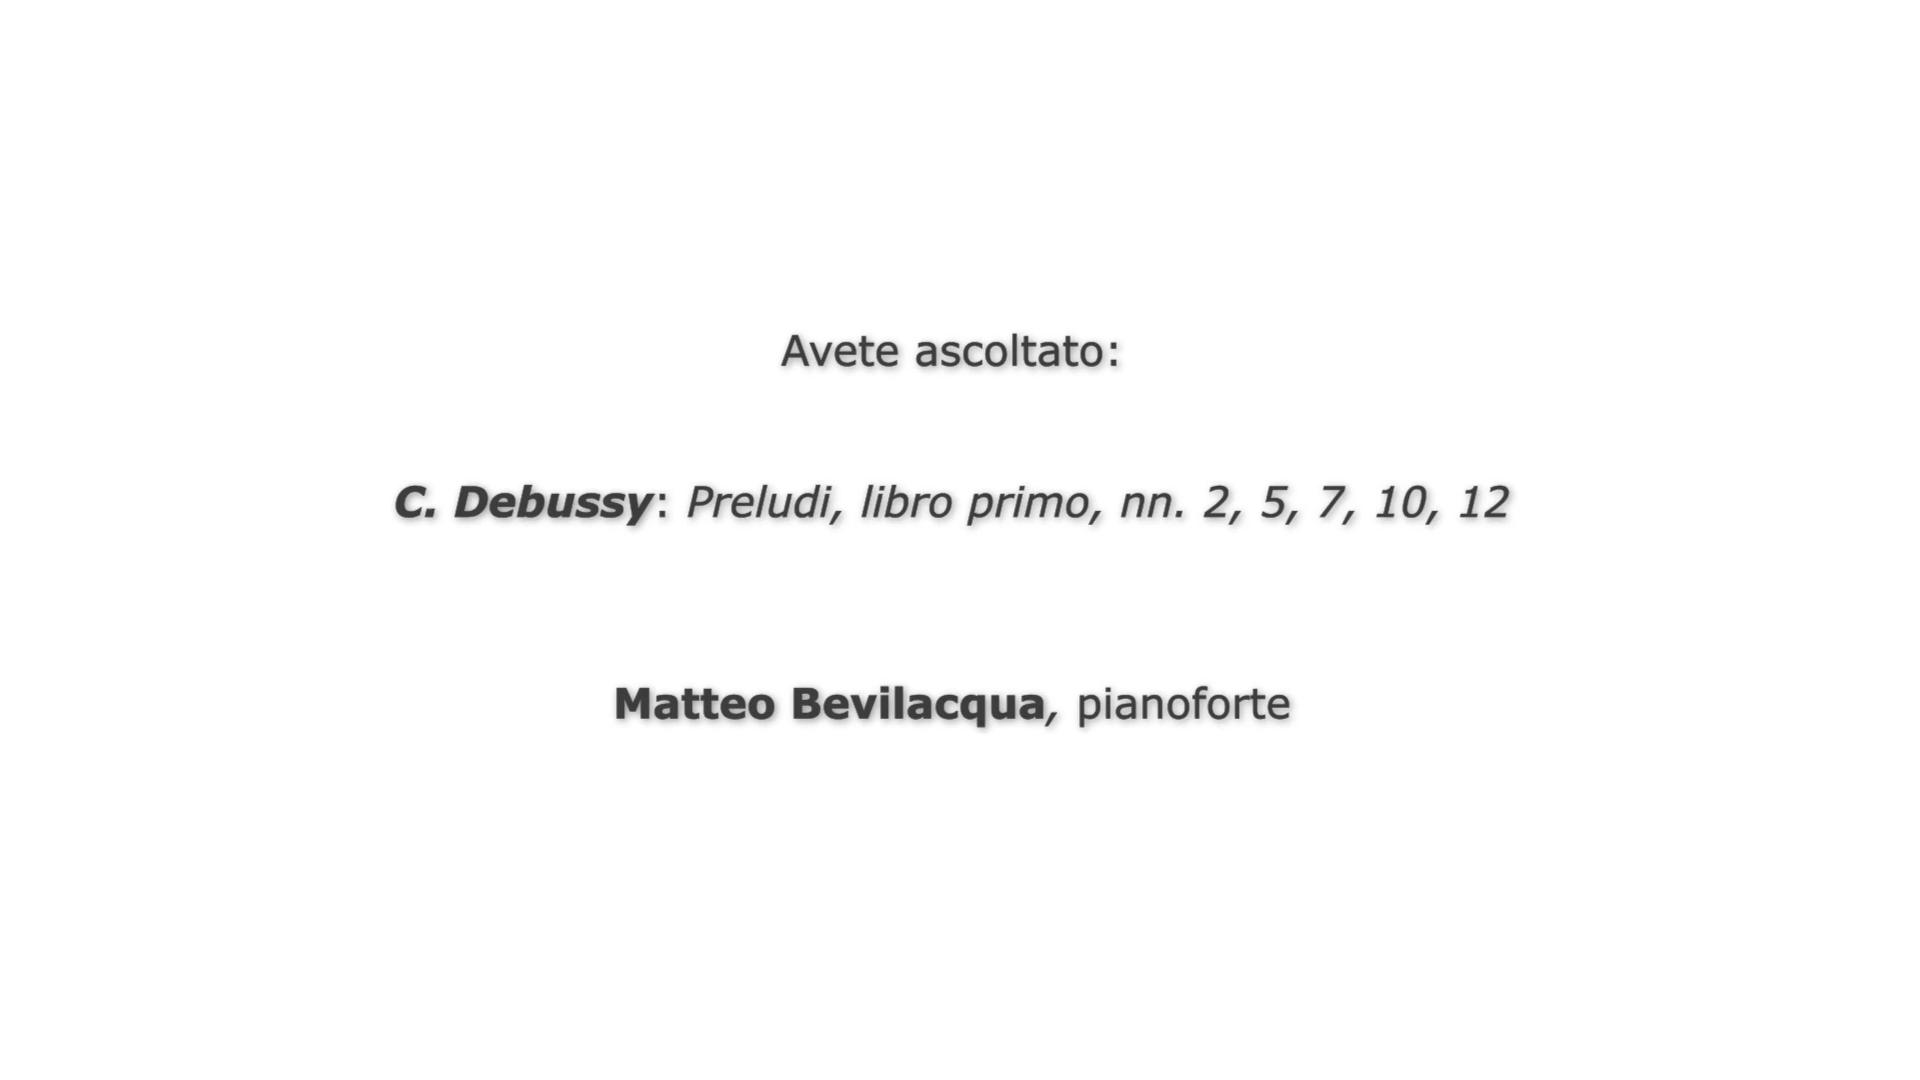 Avete ascoltato:
C. Debussy: Preludi, libro primo, nn. 2, 5, 7, 10, 12
Matteo Bevilacqua, pianoforte